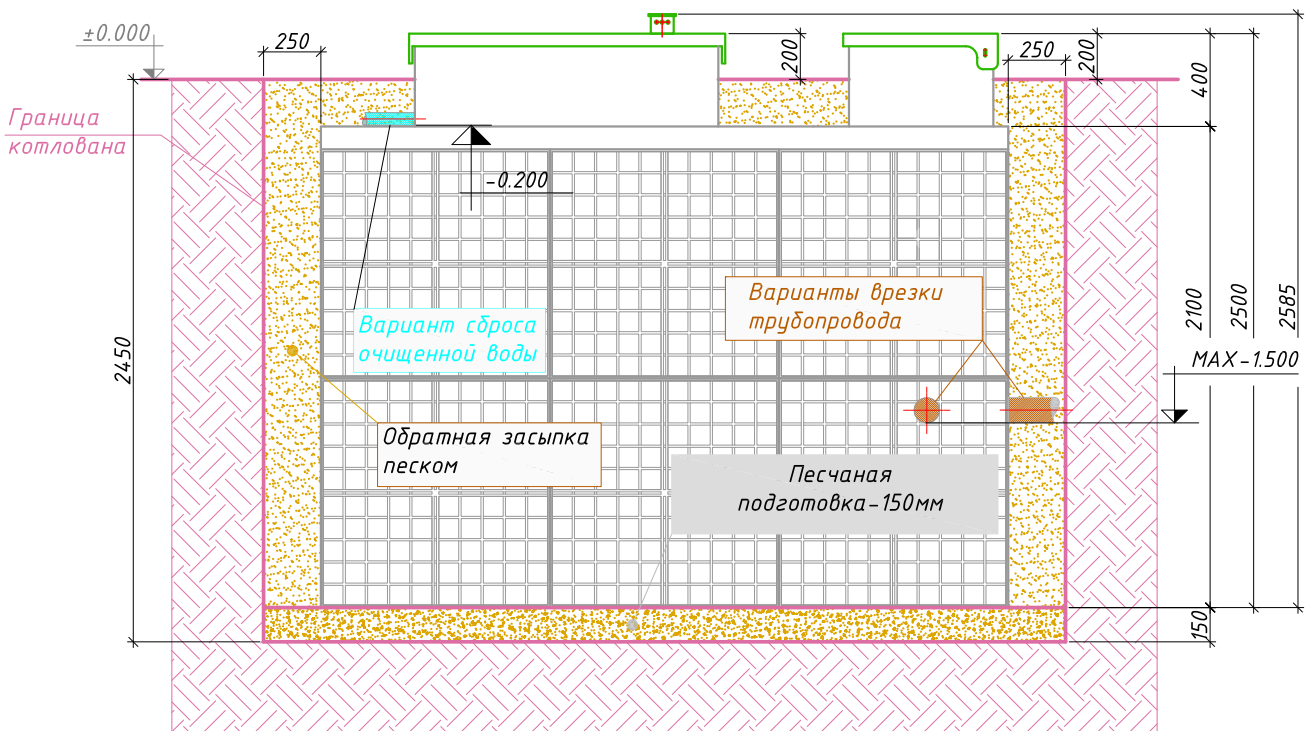 ±0.000
250
200
250
200
400
Граница
котлована
-0.200
Варианты врезки
трубопровода
2100
2500
2585
Вариант сброса
очищенной воды
2450
MAX-1.500
Обратная засыпка
песком
Песчаная
подготовка-150мм
150